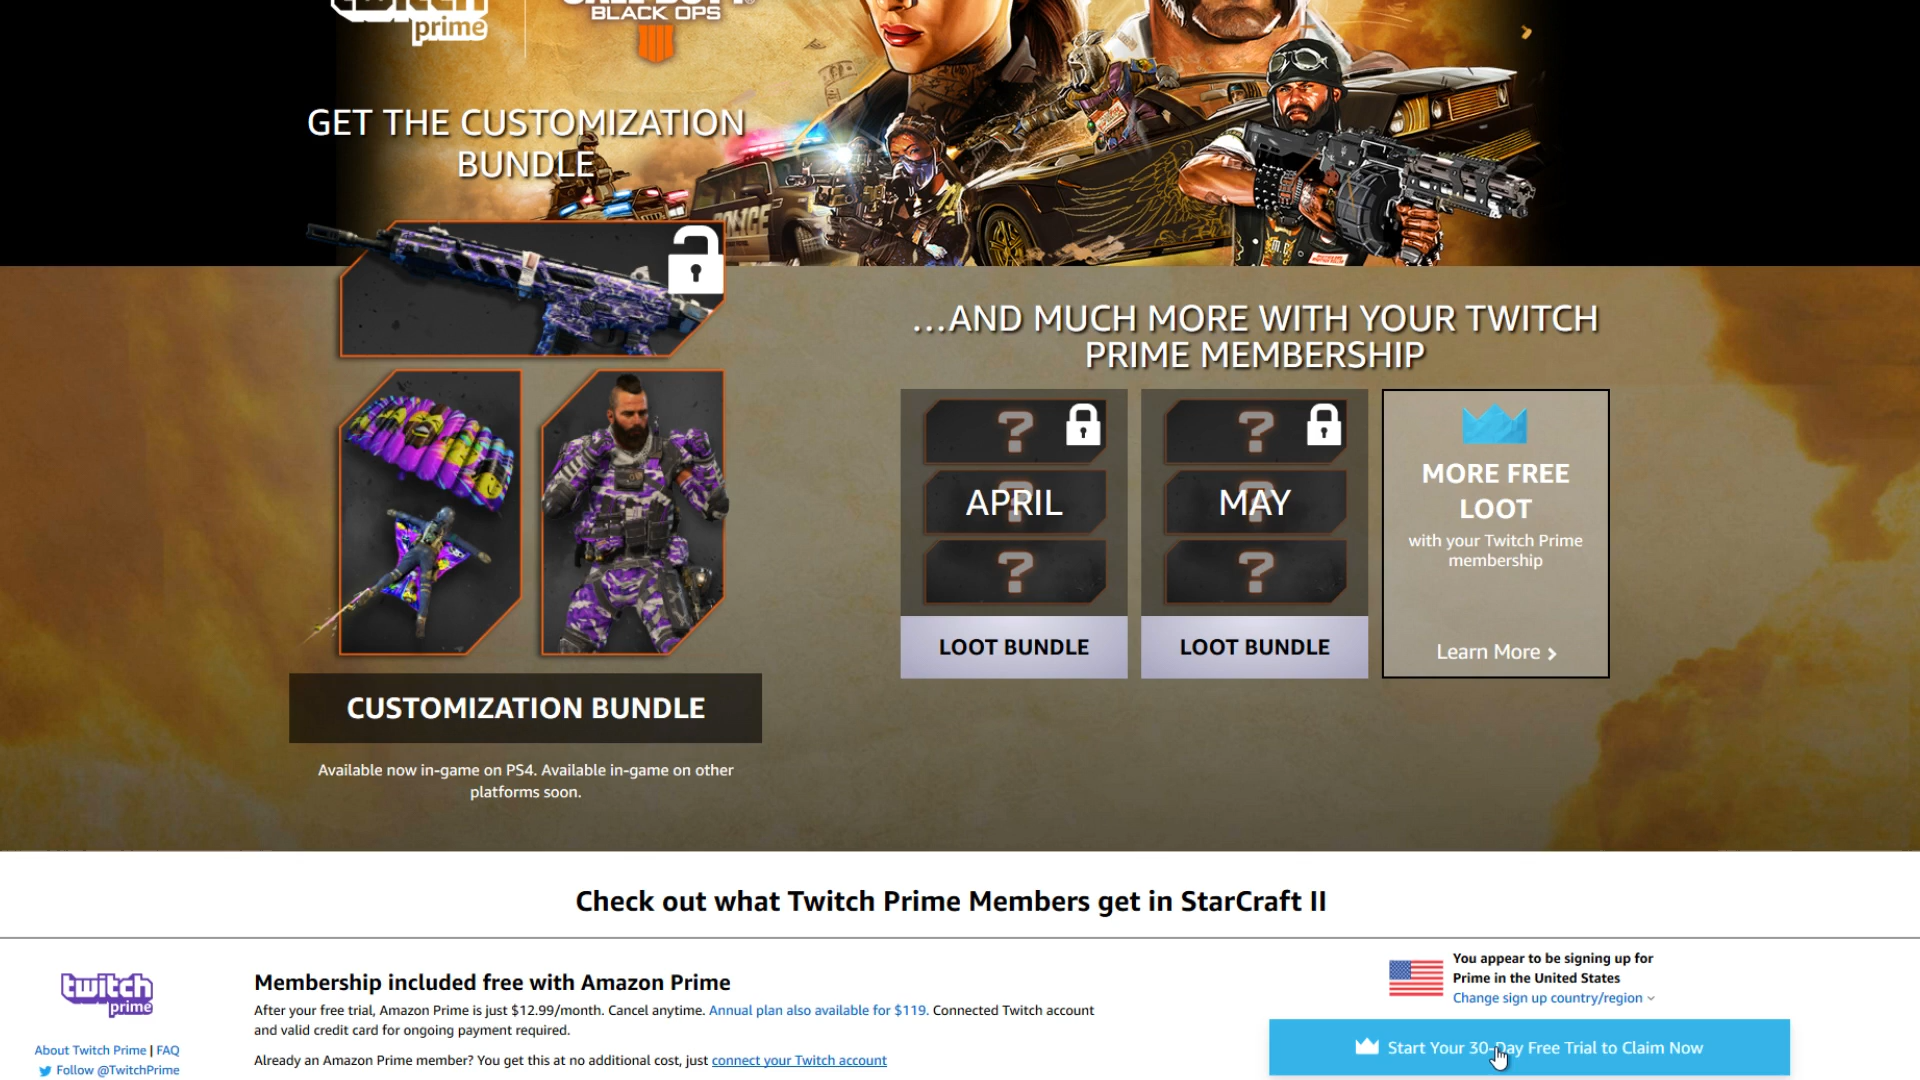 prime
BLACK OPS
GET THE CUSTOMIZATION
BUNDLE
POLICE
...AND MUCH MORE WITH YOUR TWITCH
PRIME MEMBERSHIP
?
?
APRIL
MAY
?
?
LOOT BUNDLE
LOOT BUNDLE
MORE FREE
LOOT
with your Twitch Prime
membership
Learn More >
CUSTOMIZATION BUNDLE
Available now in-game on PS4. Available in-game on other
platforms soon.
Check out what Twitch Prime Members get in StarCraft II
twitch
prime
About Twitch Prime | FAQ
Follow @TwitchPrime
Membership included free with Amazon Prime
After your free trial, Amazon Prime is just $12.99/month. Cancel anytime. Annual plan also available for $119. Connected Twitch account
and valid credit card for ongoing payment required.
Already an Amazon Prime member? You get this at no additional cost, just connect your Twitch account
You appear to be signing up for
Prime in the United States
Change sign up country/region
Start Your 30-Day Free Trial to Claim Now